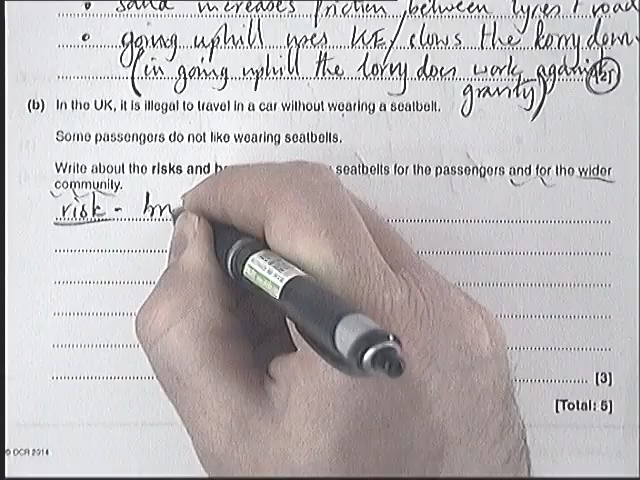 • sand increases friction between tyres & road
• going uphill uses KE/slows the lorry down
(in going uphill the lorry does work against
gravity)
(b) In the UK, it is illegal to travel in a car without wearing a seatbelt.
Some passengers do not like wearing seatbelts.
Write about the risks and seatbelts for the passengers and for the wider
community.
risk -
[3]
[Total: 5]
© OCR 2014